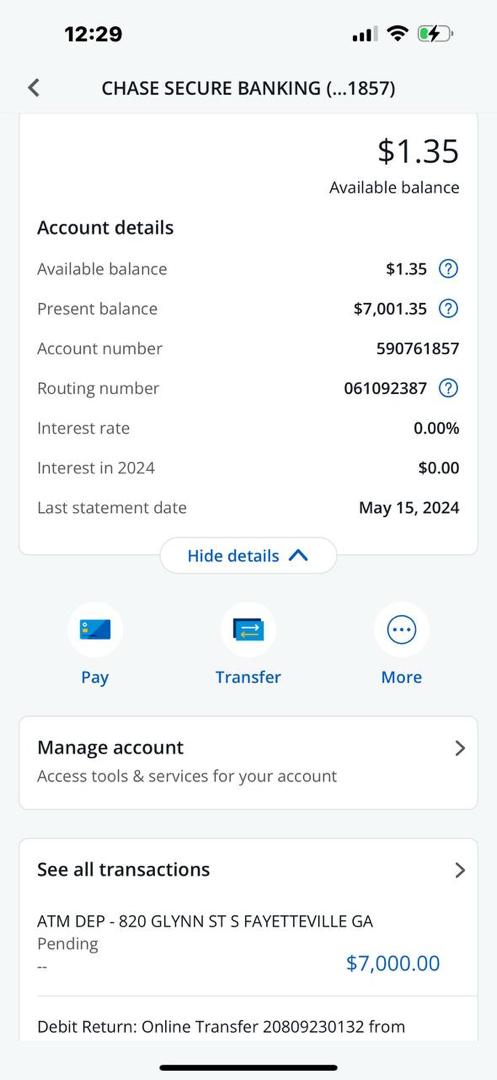 12:29
CHASE SECURE BANKING (...1857)
$1.35
Available balance
Account details
Available balance $1.35
Present balance $7,001.35
Account number 590761857
Routing number 061092387
Interest rate 0.00%
Interest in 2024 $0.00
Last statement date May 15, 2024
Hide details
Pay Transfer More
Manage account
Access tools & services for your account
See all transactions
ATM DEP - 820 GLYNN ST S FAYETTEVILLE GA
Pending
-- $7,000.00
Debit Return: Online Transfer 20809230132 from